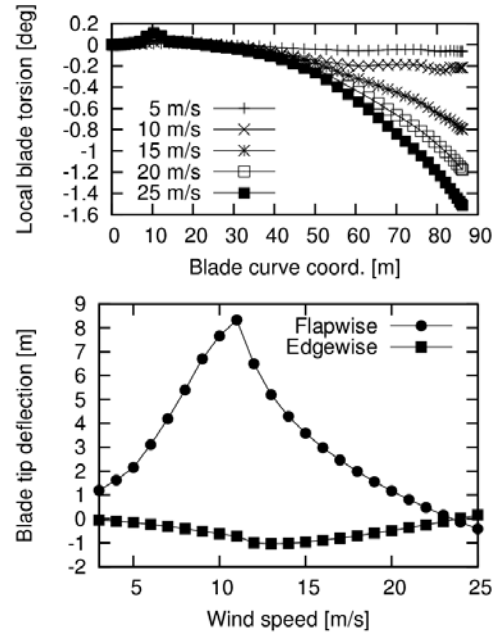 Local blade torsion [deg]
0.2
0
-0.2
-0.4
-0.6
-0.8
-1
-1.2
-1.4
-1.6
5 m/s
10 m/s
15 m/s
20 m/s
25 m/s
0 10 20 30 40 50 60 70 80 90
Blade curve coord. [m]
Blade tip deflection [m]
9
8
7
6
5
4
3
2
1
0
-1
-2
Flapwise
Edgewise
5 10 15 20 25
Wind speed [m/s]